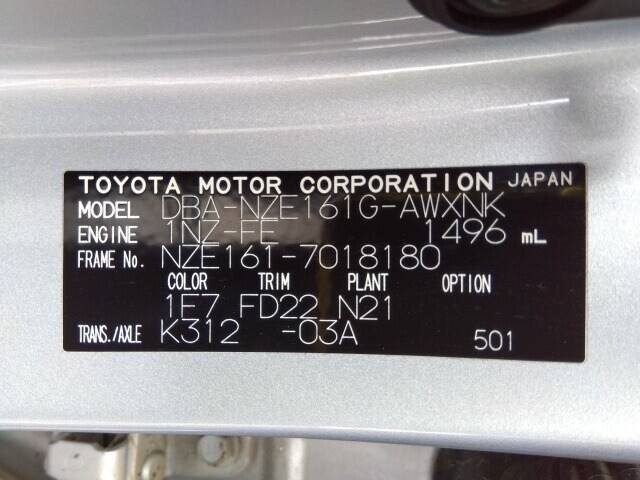 TOYOTA MOTOR CORPORATION JAPAN
MODEL DBA-NZE161G-AWXNK
ENGINE 1NZ-FE 1496 mL
FRAME No. NZE161-7018180
COLOR TRIM PLANT OPTION
1E7 FD22 N21
TRANS./AXLE K312 -03A 501